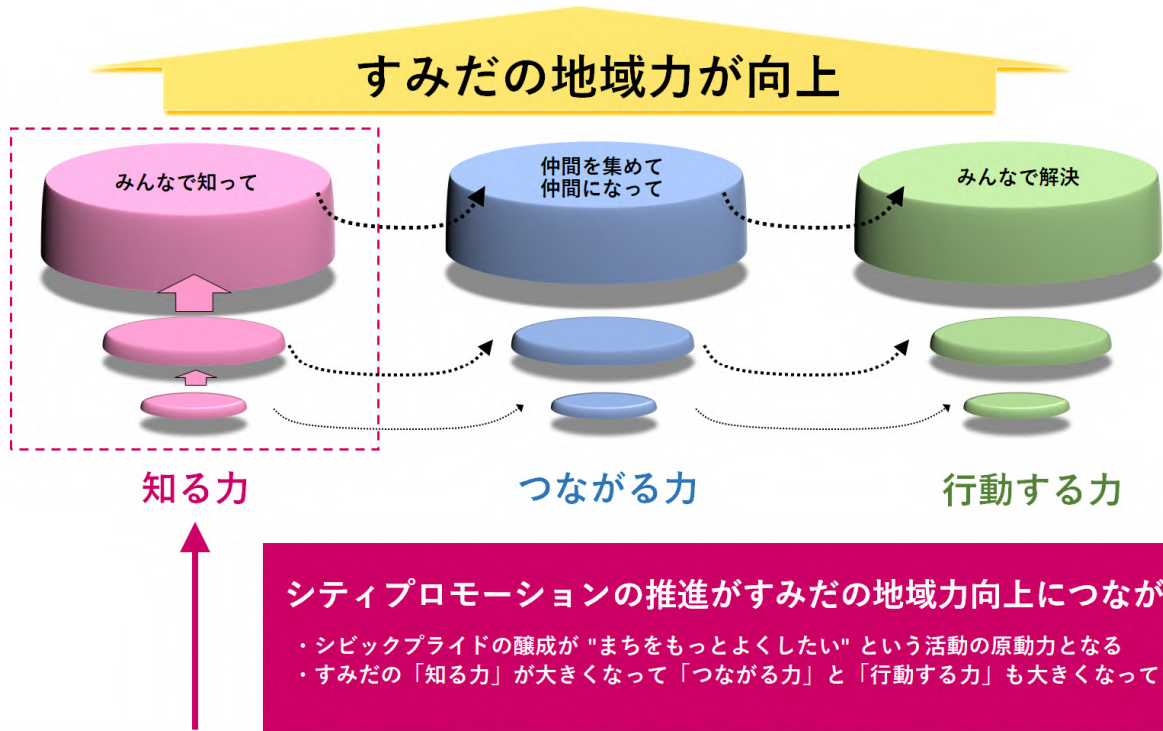 すみだの地域力が向上
みんなで知って
仲間を集めて
仲間になって
みんなで解決
知る力
つながる力
行動する力
シティプロモーションの推進がすみだの地域力向上につなが
・シビックプライドの醸成が "まちをもっとよくしたい" という活動の原動力となる
・すみだの「知る力」が大きくなって「つながる力」と「行動する力」も大きくなって